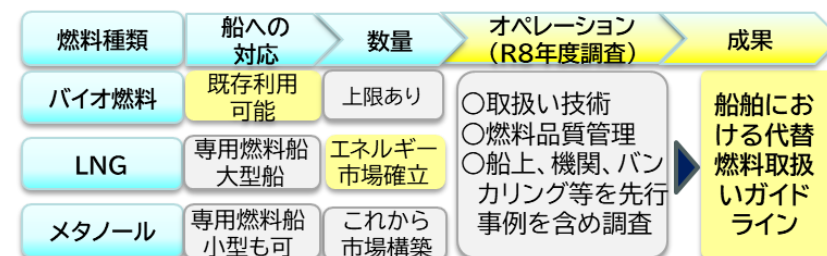 燃料種類
船への
対応
数量
オペレーション
(R8年度調査)
成果
バイオ燃料
既存利用
可能
上限あり
LNG
専用燃料船
大型船
エネルギー
市場確立
メタノール
専用燃料船
小型も可
これから
市場構築
○取扱い技術
○燃料品質管理
○船上、機関、バン
カリング等を先行
事例を含め調査
船舶にお
ける代替
燃料取扱
いガイド
ライン